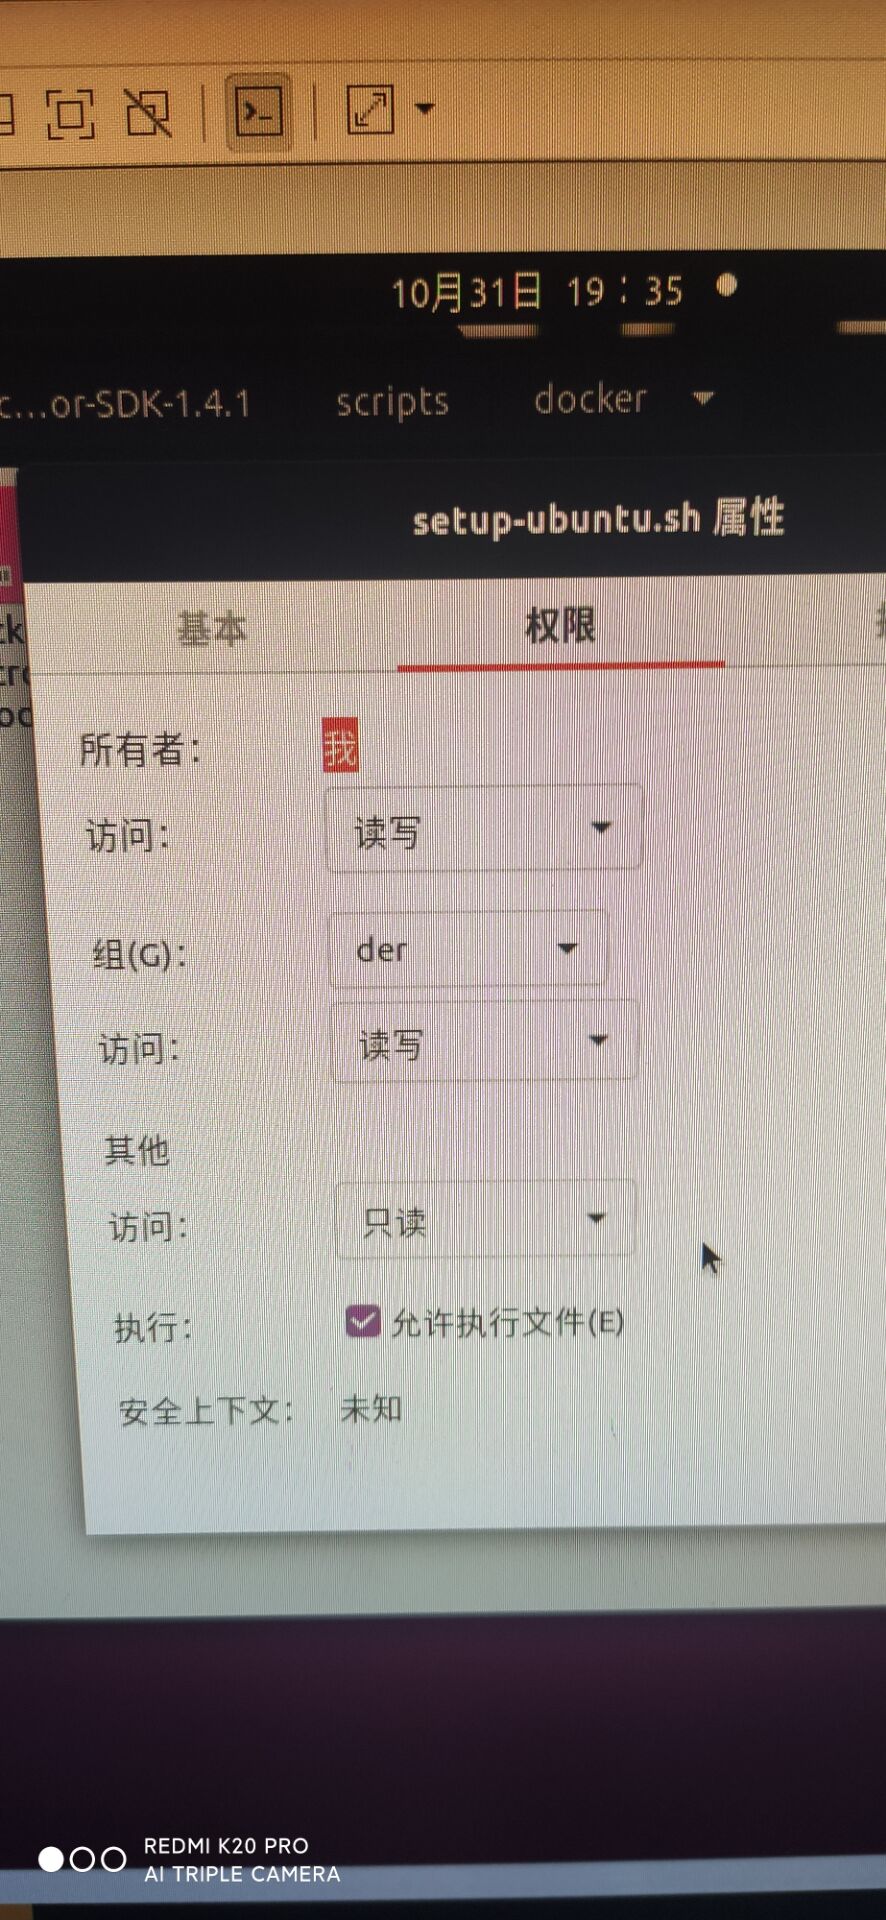 10月31日 19：35
c...or-SDK-1.4.1 scripts docker
setup-ubuntu.sh 属性
基本 权限
所有者： 我
访问： 读写
组(G)： der
访问： 读写
其他
访问： 只读
执行： 允许执行文件(E)
安全上下文： 未知
REDMI K20 PRO
AI TRIPLE CAMERA